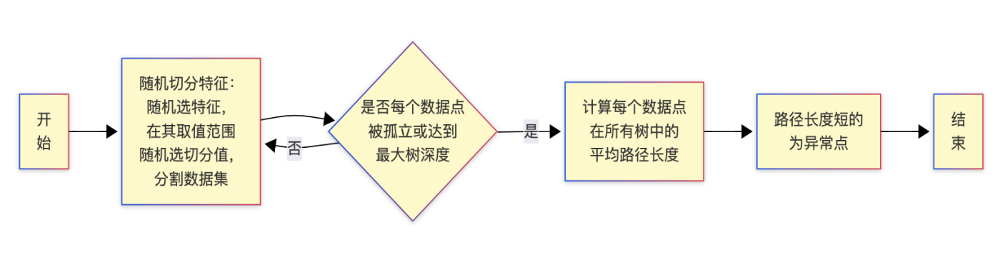 开
始
随机切分特征：
随机选特征，
在其取值范围
随机选切分值，
分割数据集
否
是否每个数据点
被孤立或达到
最大树深度
是
计算每个数据点
在所有树中的
平均路径长度
路径长度短的
为异常点
结
束